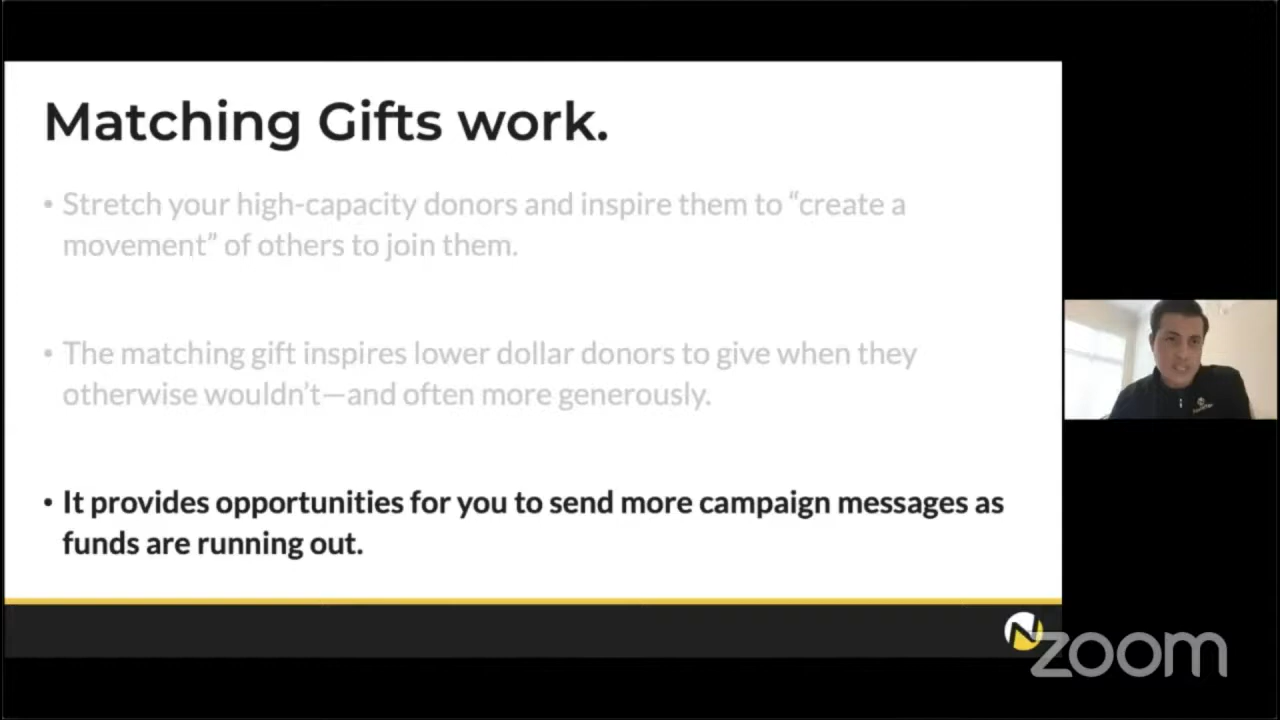 Matching Gifts work.
• Stretch your high-capacity donors and inspire them to “create a
movement” of others to join them.
• The matching gift inspires lower dollar donors to give when they
otherwise wouldn’t—and often more generously.
• It provides opportunities for you to send more campaign messages as
funds are running out.
N
zoom